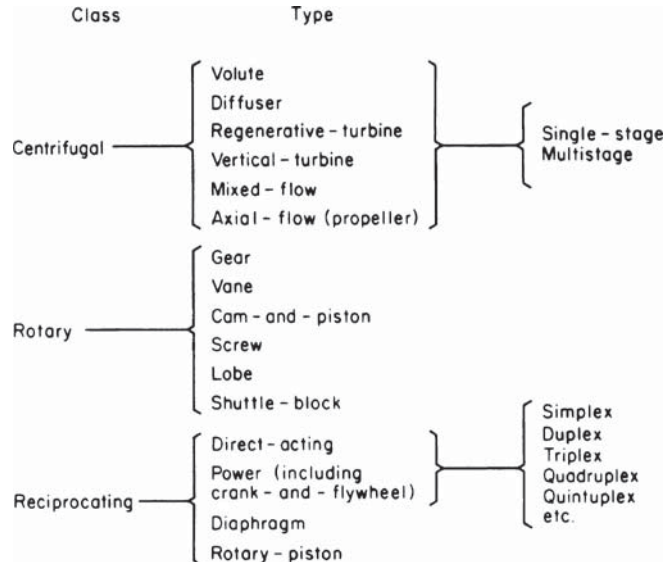 Class Type
Volute
Diffuser
Regenerative-turbine
Centrifugal
Vertical-turbine
Mixed-flow
Axial-flow (propeller)
Single-stage
Multistage
Gear
Vane
Cam-and-piston
Rotary
Screw
Lobe
Shuttle-block
Direct-acting
Power (including
crank-and-flywheel)
Reciprocating
Diaphragm
Rotary-piston
Simplex
Duplex
Triplex
Quadruplex
Quintuplex
etc.